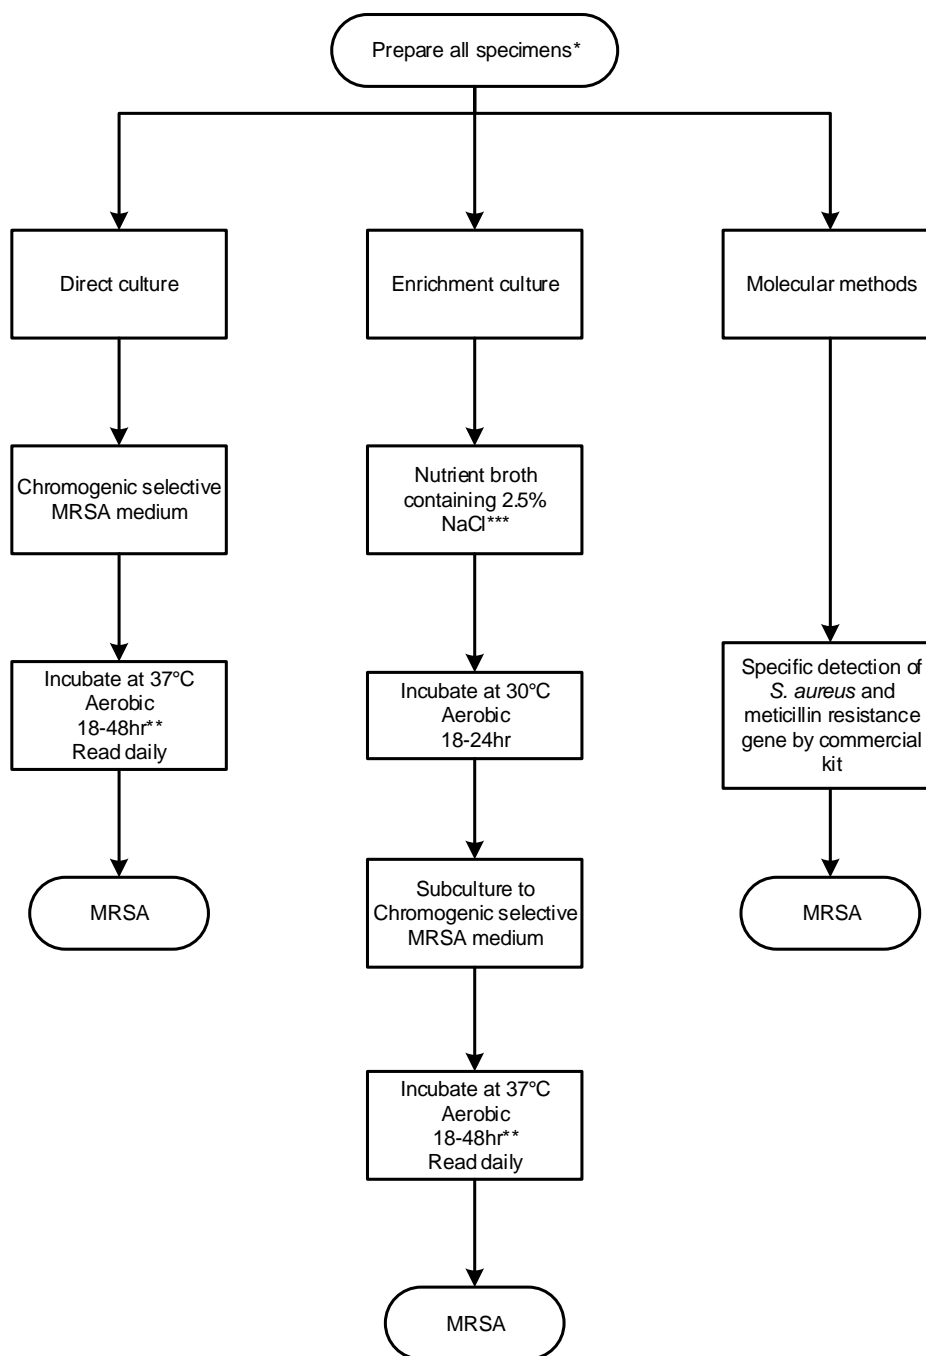 Prepare all specimens*
Direct culture
Enrichment culture
Molecular methods
Chromogenic selective
MRSA medium
Nutrient broth
containing 2.5%
NaCl***
Incubate at 37°C
Aerobic
18-48hr**
Read daily
Incubate at 30°C
Aerobic
18-24hr
Specific detection of
S. aureus and
meticillin resistance
gene by commercial
kit
MRSA
Subculture to
Chromogenic selective
MRSA medium
MRSA
Incubate at 37°C
Aerobic
18-48hr**
Read daily
MRSA